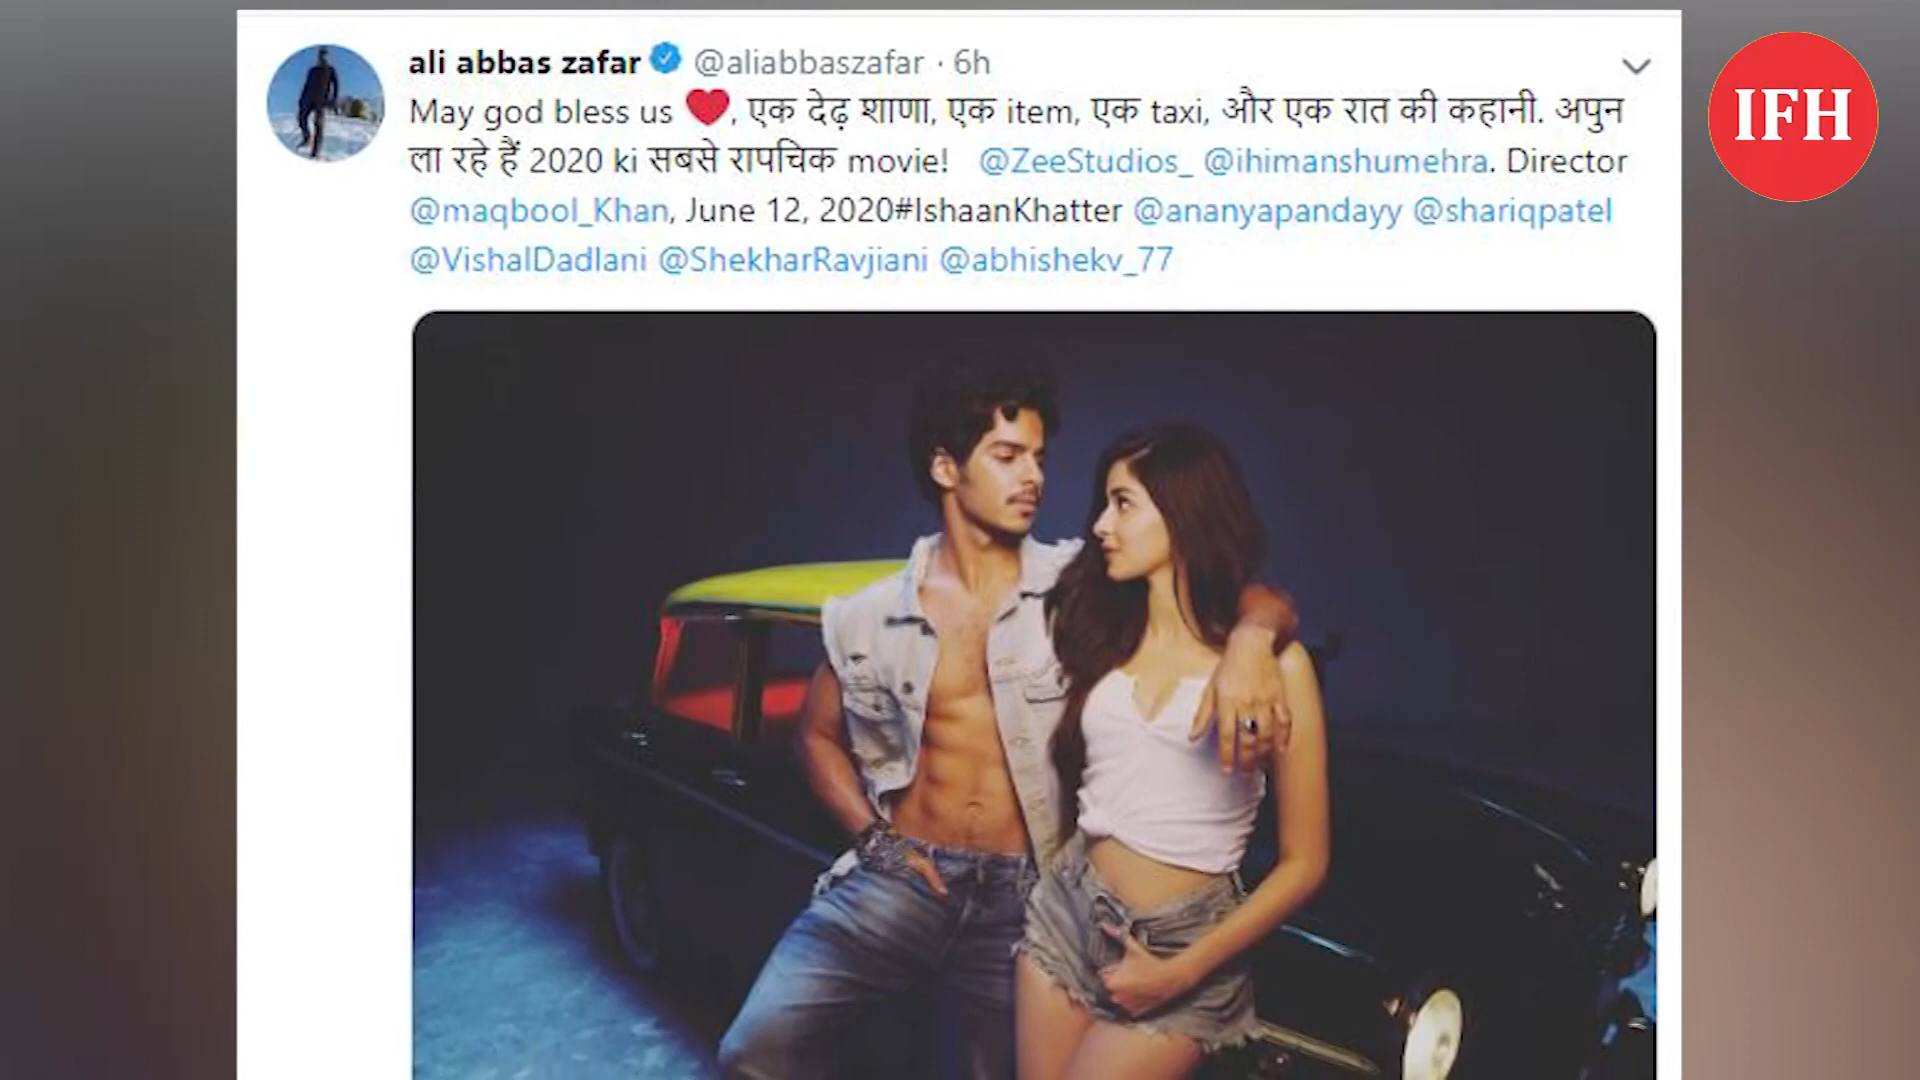 ali abbas zafar @aliabbaszafar · 6h
May god bless us ❤, एक देढ़ शाणा, एक item, एक taxi, और एक रात की कहानी. अपुन
ला रहे हैं 2020 ki सबसे रापचिक movie! @ZeeStudios_ @ihimanshumehra. Director
@maqbool_Khan, June 12, 2020#IshaanKhatter @ananyapandayy @shariqpatel
@VishalDadlani @ShekharRavjiani @abhishekv_77
IFH